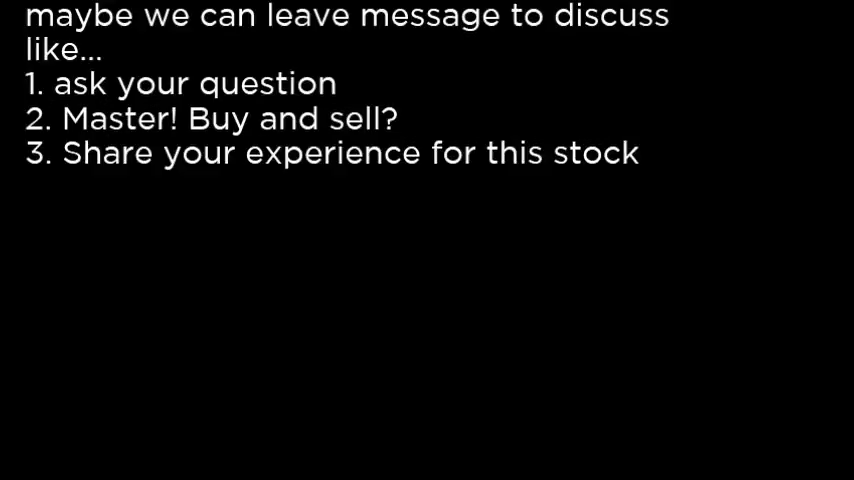 maybe we can leave message to discuss
like...
1. ask your question
2. Master! Buy and sell?
3. Share your experience for this stock